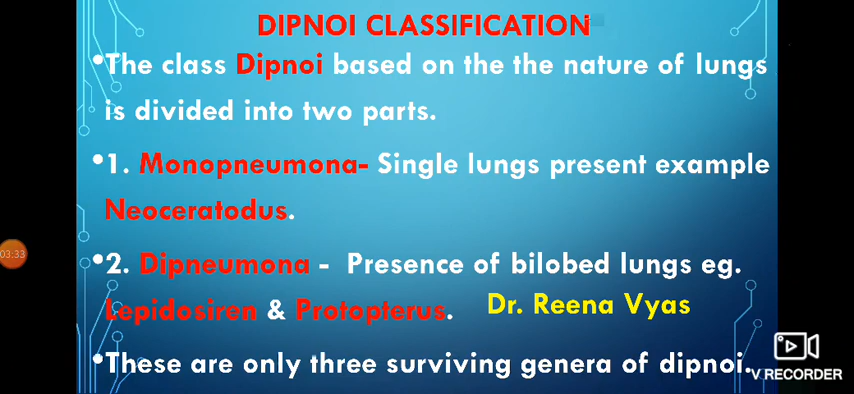 DIPNOI CLASSIFICATION
•The class Dipnoi based on the the nature of lungs
is divided into two parts.
•1. Monopneumona- Single lungs present example
Neoceratodus.
•2. Dipneumona - Presence of bilobed lungs eg.
Lepidosiren & Protopterus.
Dr. Reena Vyas
•These are only three surviving genera of dipnoi.
03:33
V RECORDER